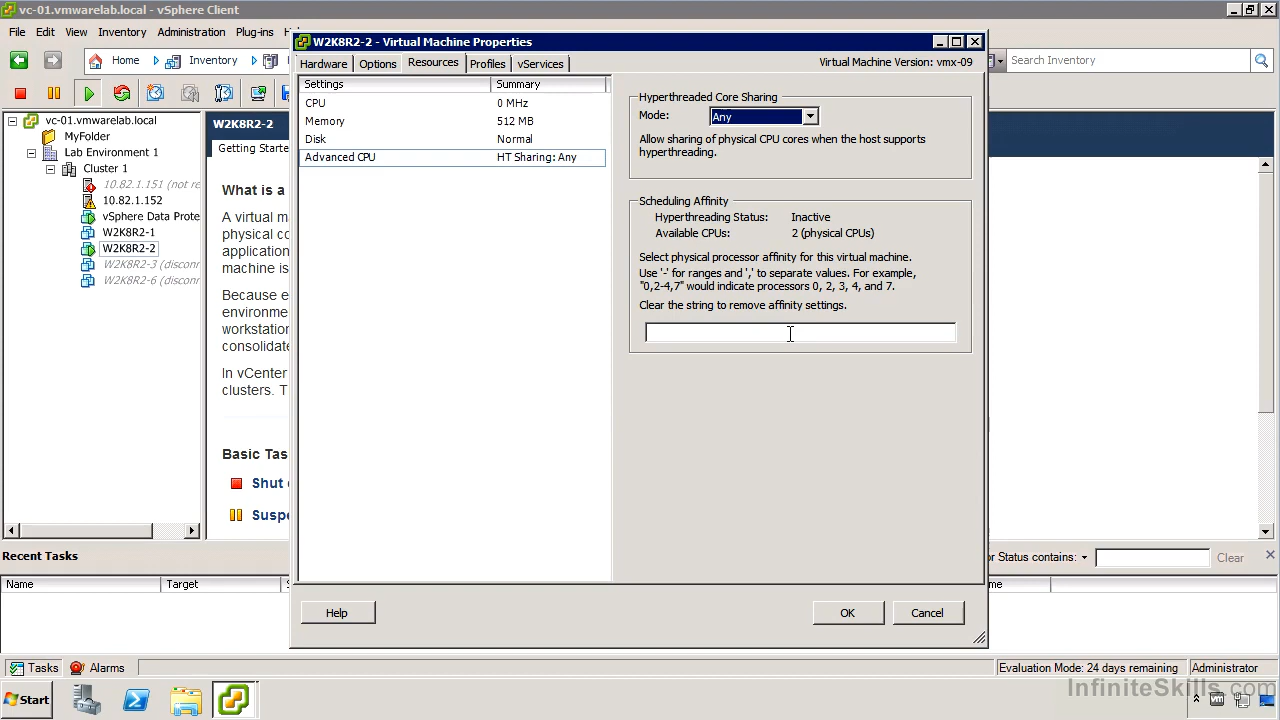 vc-01.vmwarelab.local - vSphere Client
File Edit View Inventory Administration Plug-ins
Home Inventory
Search Inventory
W2K8R2-2 - Virtual Machine Properties
Hardware Options Resources Profiles vServices
Virtual Machine Version: vmx-09
vc-01.vmwarelab.local
MyFolder
Lab Environment 1
Cluster 1
10.82.1.151 (not re
10.82.1.152
vSphere Data Prote
W2K8R2-1
W2K8R2-2
W2K8R2-3 (disconn
W2K8R2-6 (disconn
W2K8R2-2
Getting Starte
What is a
A virtual m
physical co
application
machine is
Because e
environme
workstation
consolidate
In vCenter
clusters. T
Basic Tas
Shut
Suspe
Settings Summary
CPU 0 MHz
Memory 512 MB
Disk Normal
Advanced CPU HT Sharing: Any
Hyperthreaded Core Sharing
Mode: Any
Allow sharing of physical CPU cores when the host supports
hyperthreading.
Scheduling Affinity
Hyperthreading Status: Inactive
Available CPUs: 2 (physical CPUs)
Select physical processor affinity for this virtual machine.
Use '-' for ranges and ',' to separate values. For example,
"0,2-4,7" would indicate processors 0, 2, 3, 4, and 7.
Clear the string to remove affinity settings.
Help OK Cancel
Recent Tasks
or Status contains: Clear
Name Target S
me
Tasks Alarms
Evaluation Mode: 24 days remaining Administrator
Start
InfiniteSkills.com